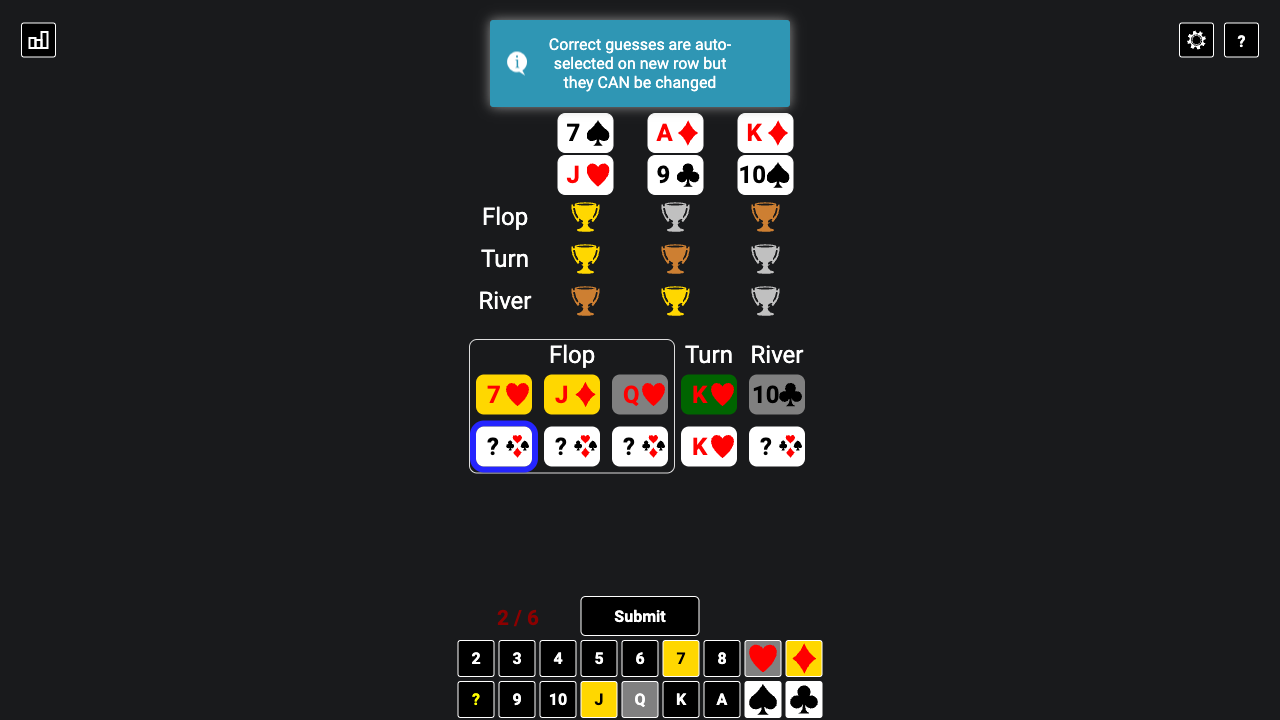 Correct guesses are auto-
selected on new row but
they CAN be changed
?
7 A K
J 9 10
Flop
Turn
River
Flop Turn River
7 J Q K 10
? ? ? K ?
2 / 6 Submit
2 3 4 5 6 7 8
? 9 10 J Q K A